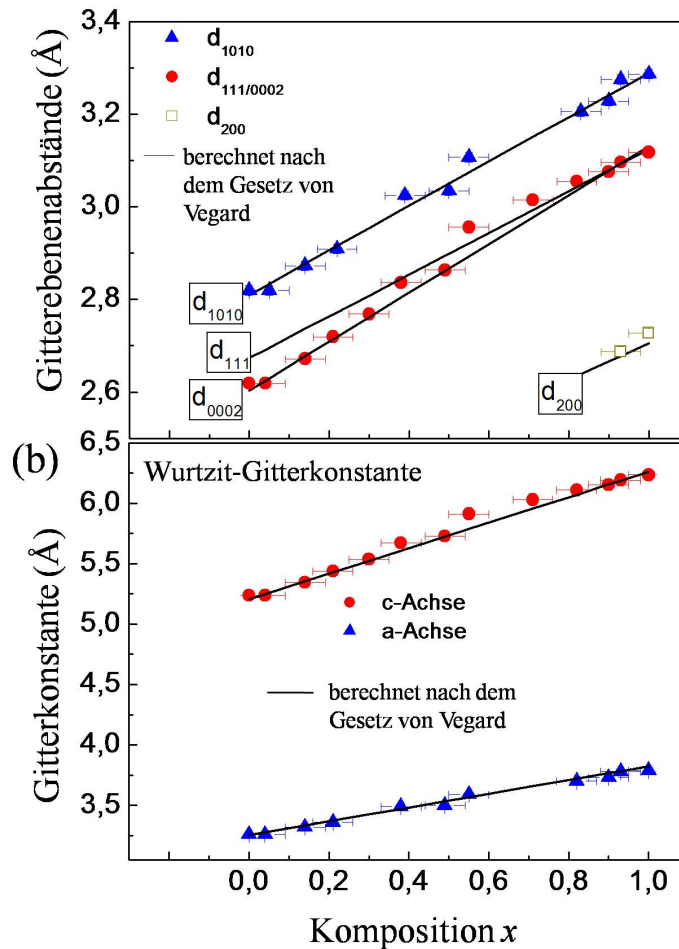 3,4
3,2
3,0
2,8
2,6
Gitterebenenabstände (Å)
d1010
d111/0002
d200
berechnet nach
dem Gesetz von
Vegard
d1010
d111
d0002
d200
(b)
6,5
6,0
5,5
5,0
4,5
4,0
3,5
Gitterkonstante (Å)
Wurtzit-Gitterkonstante
c-Achse
a-Achse
berechnet nach dem
Gesetz von Vegard
0,0 0,2 0,4 0,6 0,8 1,0
Komposition x